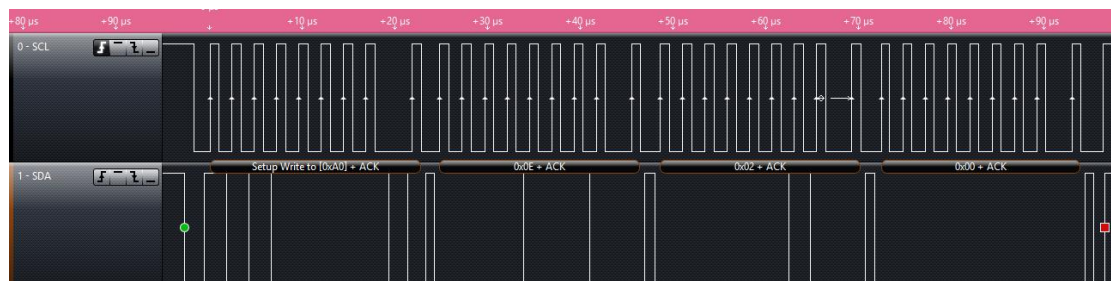 +80 µs +90 µs +10 µs +20 µs +30 µs +40 µs +50 µs +60 µs +70 µs +80 µs +90 µs
0 - SCL
Setup Write to [0xA0] + ACK 0x0E + ACK 0x02 + ACK 0x00 + ACK
1 - SDA